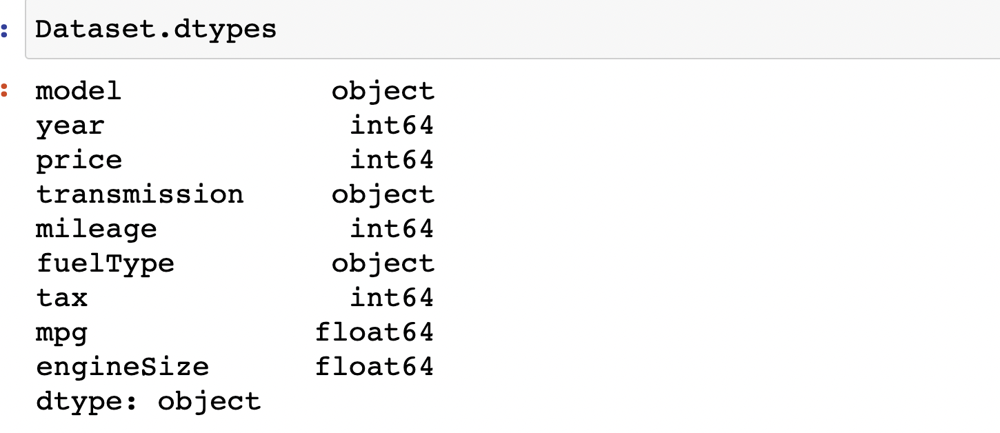 : Dataset.dtypes
: model object
year int64
price int64
transmission object
mileage int64
fuelType object
tax int64
mpg float64
engineSize float64
dtype: object